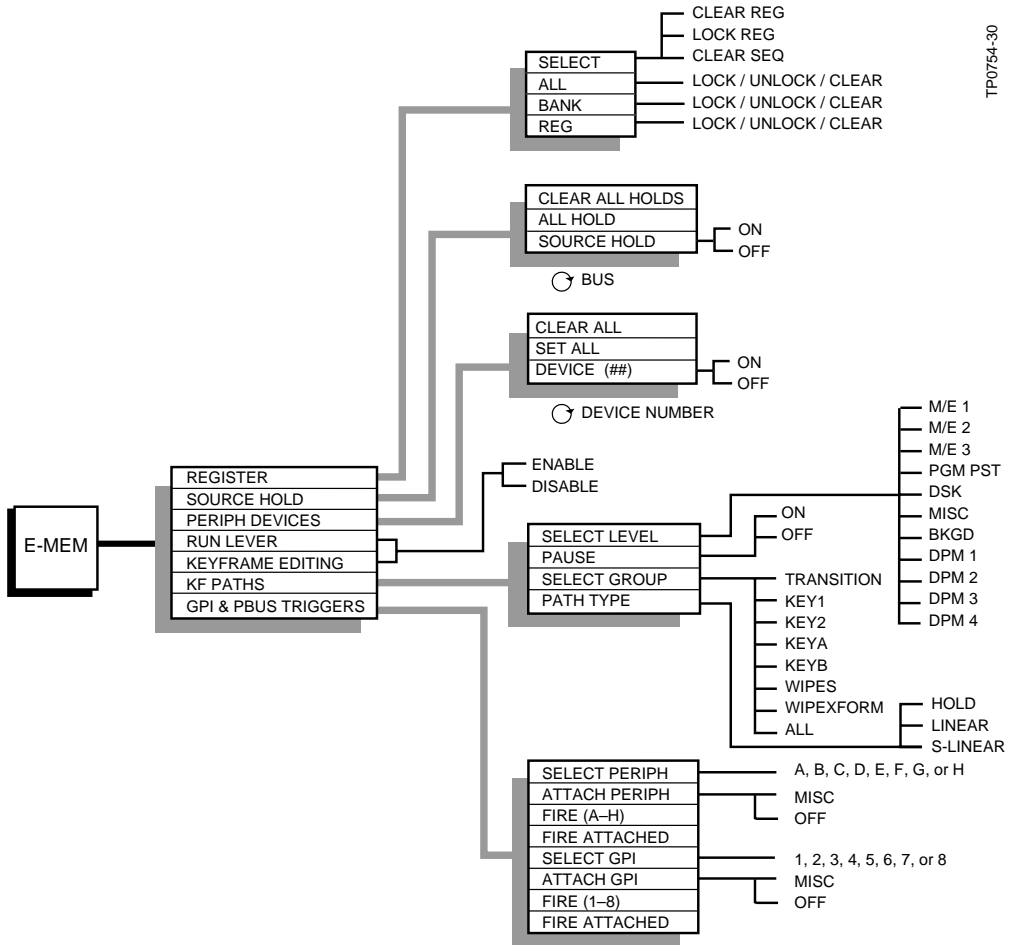 TP0754-30
CLEAR REG
LOCK REG
CLEAR SEQ
SELECT
ALL
BANK
REG
LOCK / UNLOCK / CLEAR
LOCK / UNLOCK / CLEAR
LOCK / UNLOCK / CLEAR
CLEAR ALL HOLDS
ALL HOLD
SOURCE HOLD
ON
OFF
BUS
CLEAR ALL
SET ALL
DEVICE (##)
ON
OFF
DEVICE NUMBER
E-MEM
REGISTER
SOURCE HOLD
PERIPH DEVICES
RUN LEVER
KEYFRAME EDITING
KF PATHS
GPI & PBUS TRIGGERS
ENABLE
DISABLE
SELECT LEVEL
PAUSE
SELECT GROUP
PATH TYPE
ON
OFF
M/E 1
M/E 2
M/E 3
PGM PST
DSK
MISC
BKGD
DPM 1
DPM 2
DPM 3
DPM 4
TRANSITION
KEY1
KEY2
KEYA
KEYB
WIPES
WIPEXFORM
ALL
HOLD
LINEAR
S-LINEAR
SELECT PERIPH
ATTACH PERIPH
FIRE (A–H)
FIRE ATTACHED
SELECT GPI
ATTACH GPI
FIRE (1–8)
FIRE ATTACHED
A, B, C, D, E, F, G, or H
MISC
OFF
1, 2, 3, 4, 5, 6, 7, or 8
MISC
OFF